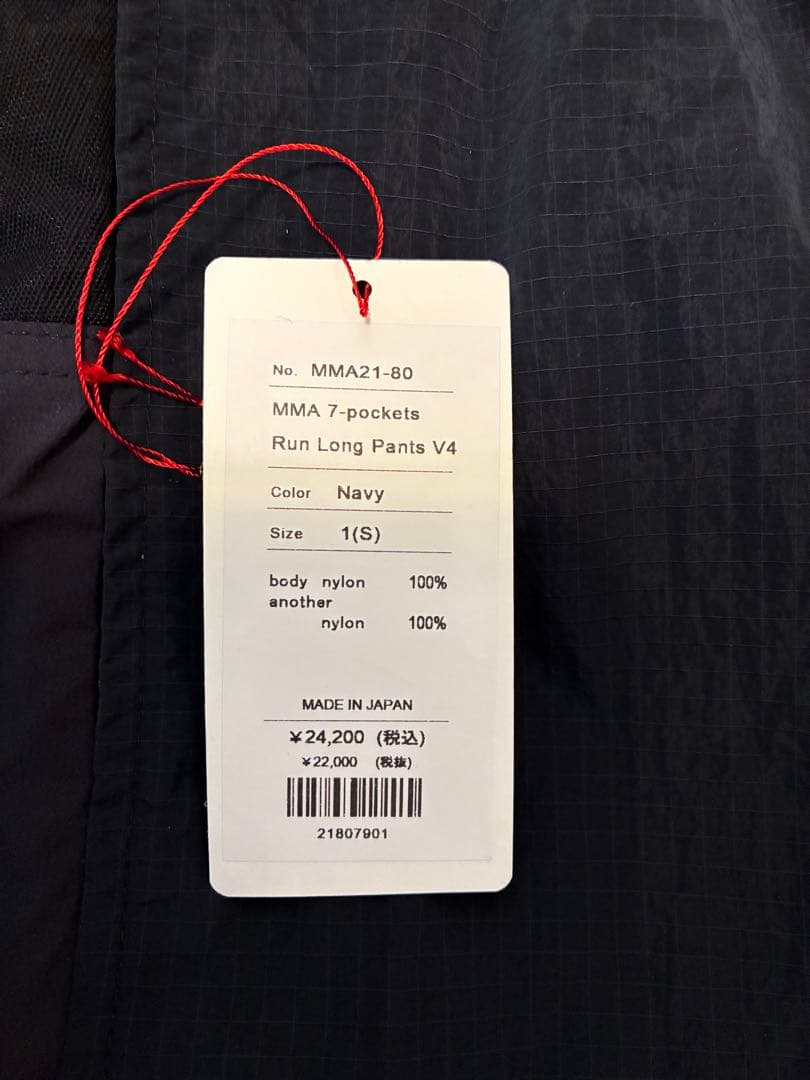 No. MMA21-80
MMA 7-pockets
Run Long Pants V4
Color Navy
Size 1(S)
body nylon 100%
another
nylon 100%
MADE IN JAPAN
¥24,200 (税込)
¥22,000 (税抜)
21807901